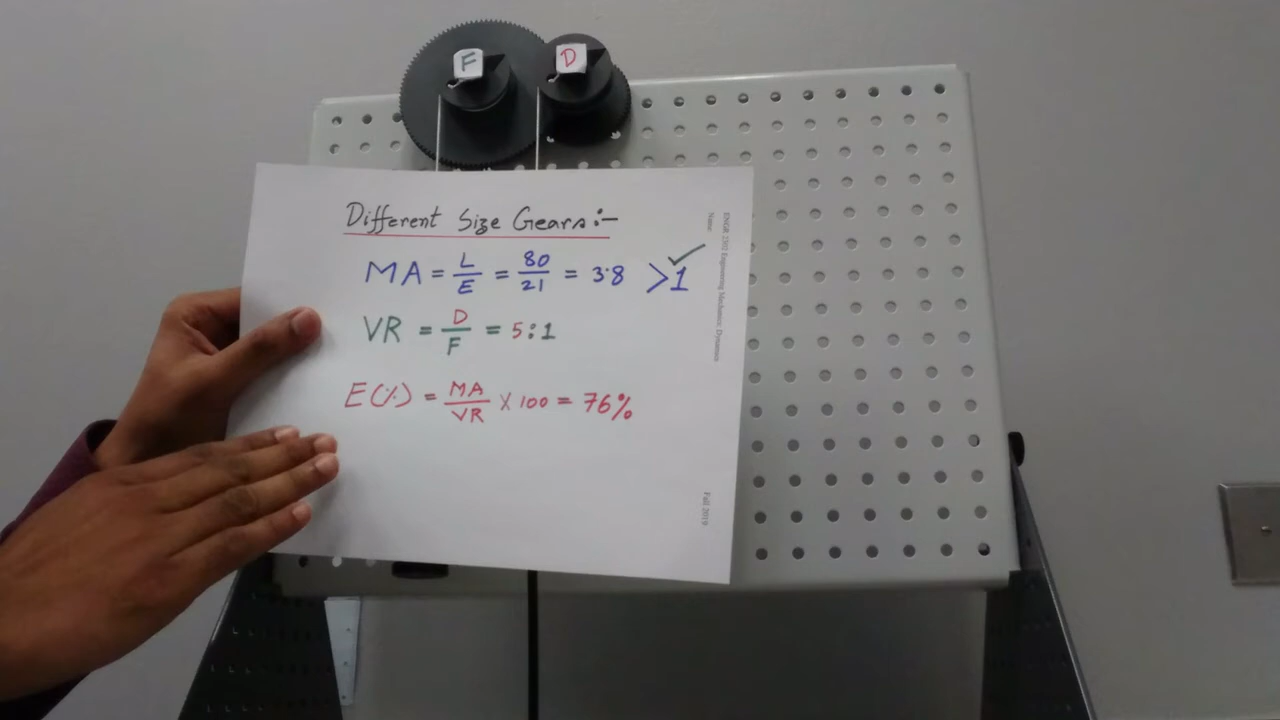 F
D
Different Size Gears:-
MA = L/E = 80/21 = 3.8 >1 ✓
VR = D/F = 5:1
E(%) = MA/VR × 100 = 76%
ENGR 2302 Engineering Mechanics: Dynamics
Name:
Fall 2019